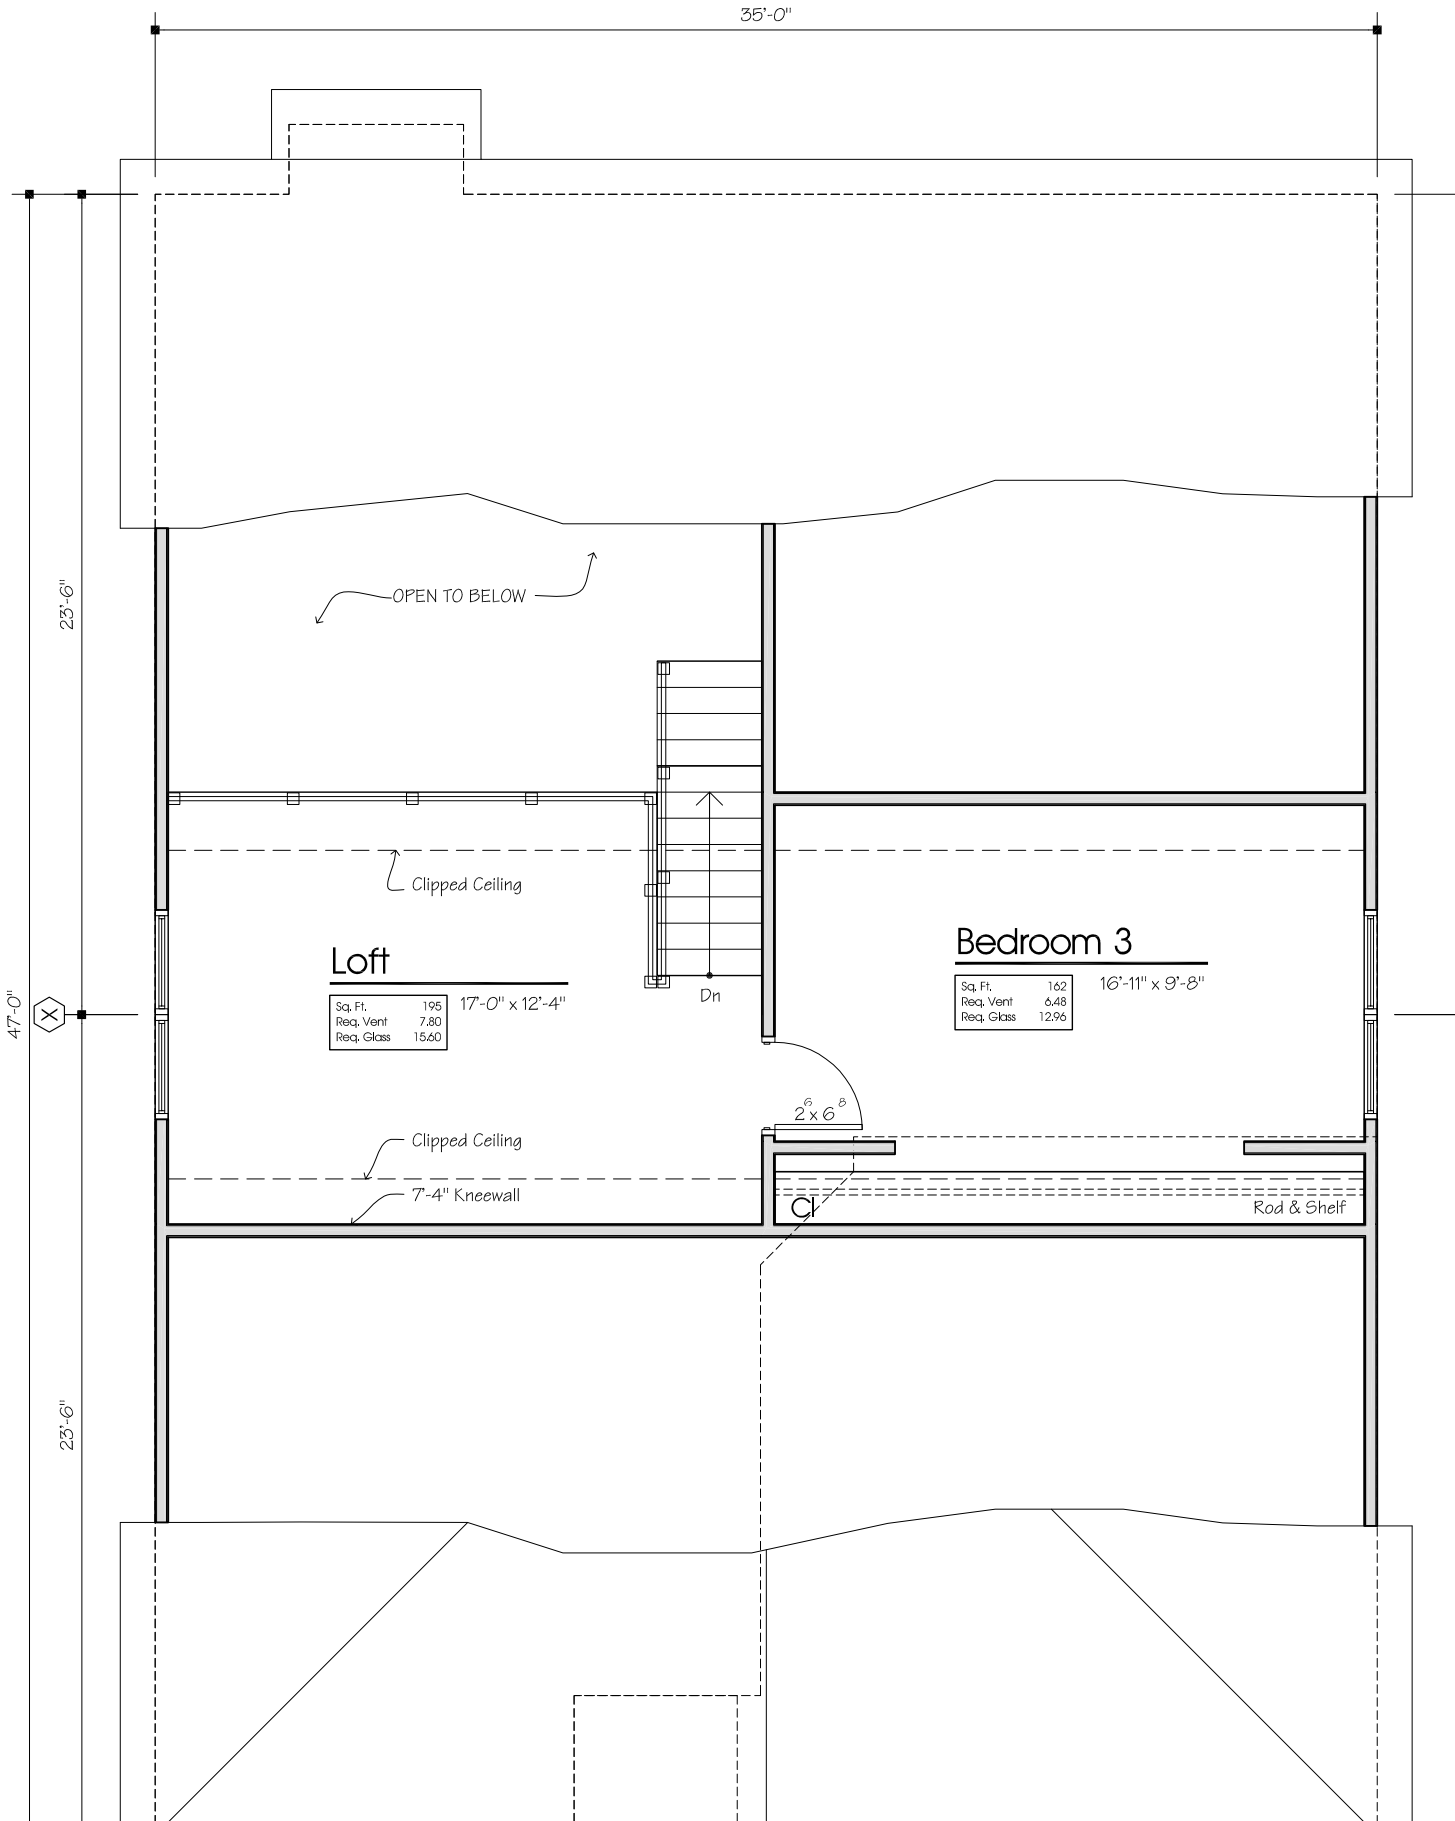 35'-0"
23'-6"
OPEN TO BELOW
Clipped Ceiling
Loft
17'-0" x 12'-4"
Sq. Ft. 195
Req. Vent 7.80
Req. Glass 15.60
Dn
Bedroom 3
16'-11" x 9'-8"
Sq. Ft. 162
Req. Vent 6.48
Req. Glass 12.96
47'-0"
X
2⁶ x 6⁸
Clipped Ceiling
7'-4" Kneewall
Cl
Rod & Shelf
23'-6"